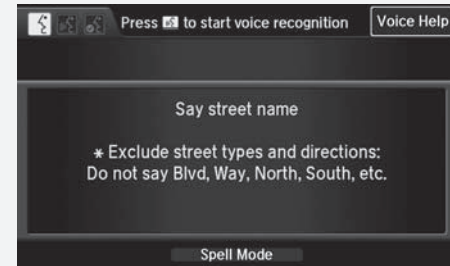 Press to start voice recognition
Voice Help
Say street name
* Exclude street types and directions:
Do not say Blvd, Way, North, South, etc.
Spell Mode